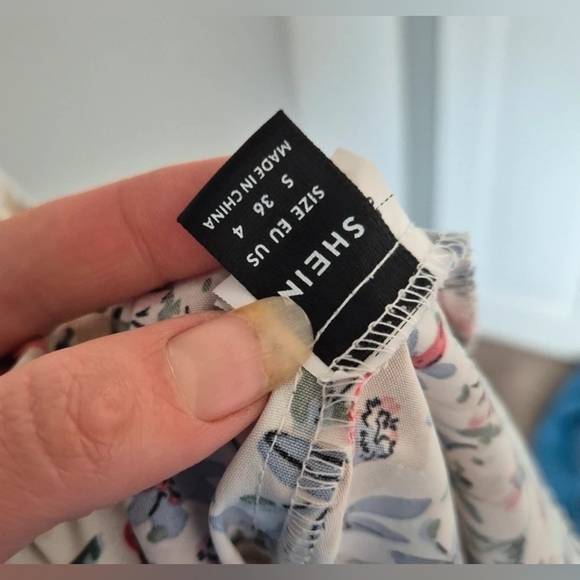 SHEIN
SIZE EU US
S 36 4
MADE IN CHINA